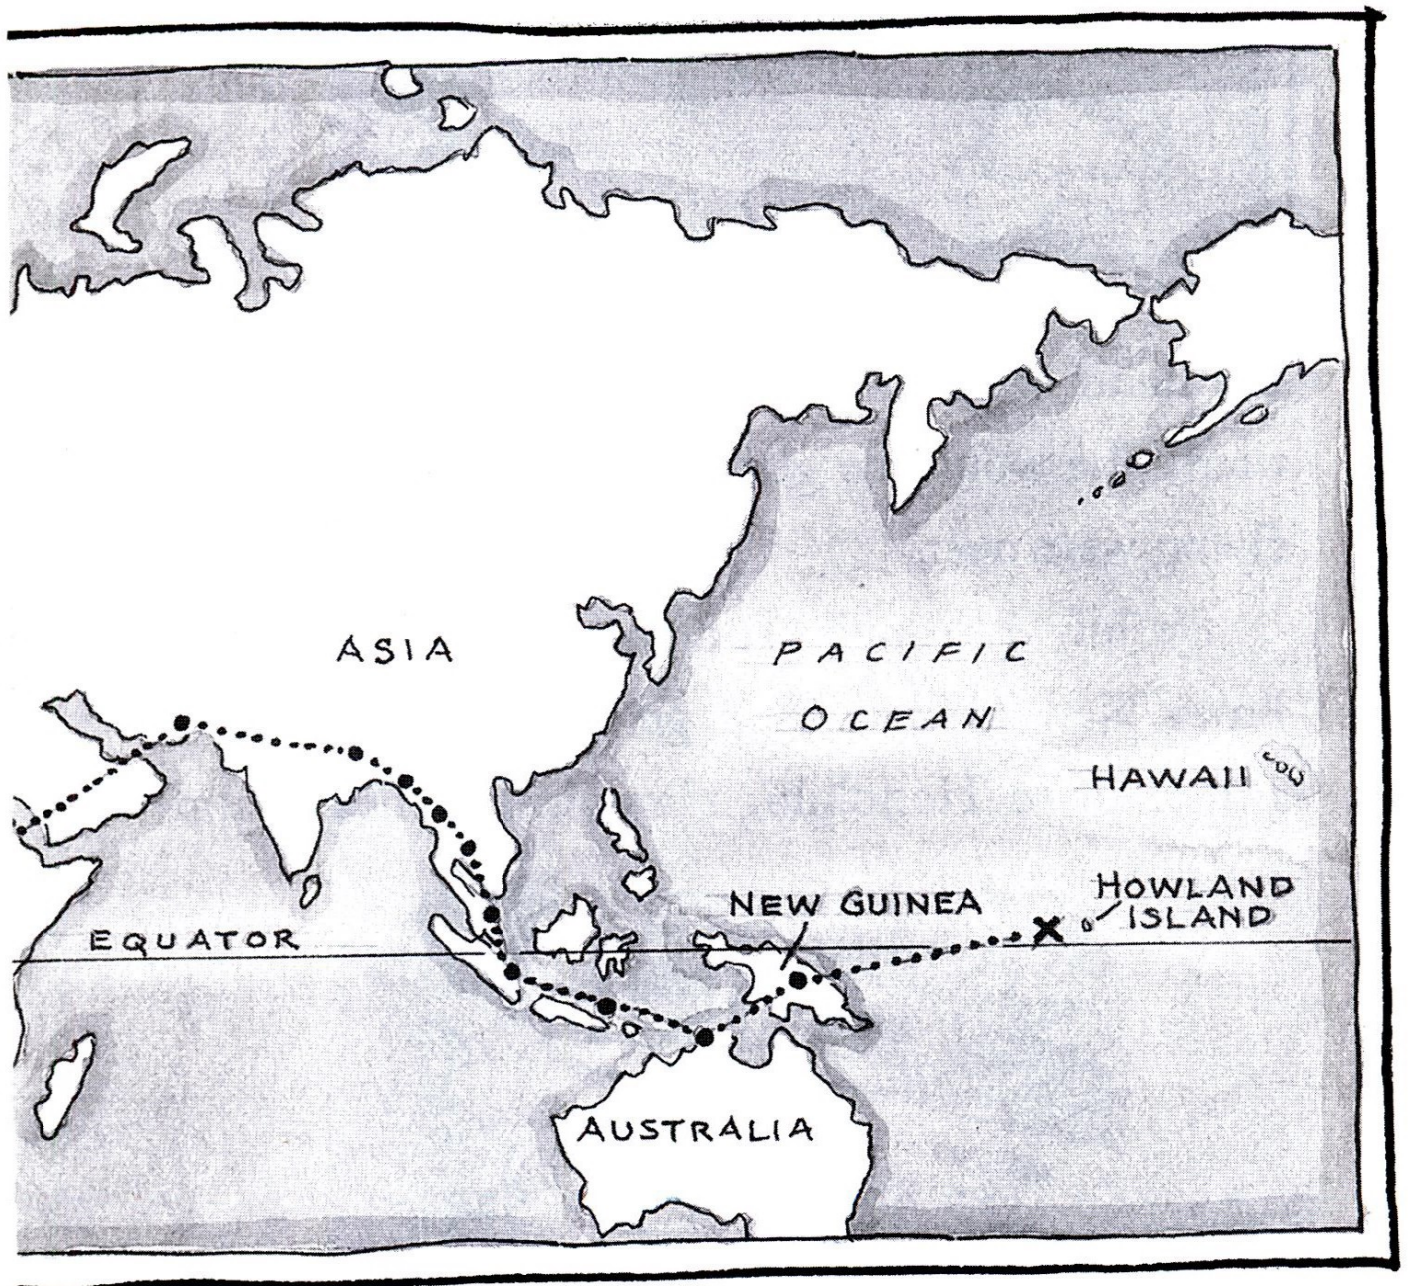 ASIA
PACIFIC
OCEAN
HAWAII
HOWLAND
ISLAND
NEW GUINEA
EQUATOR
AUSTRALIA